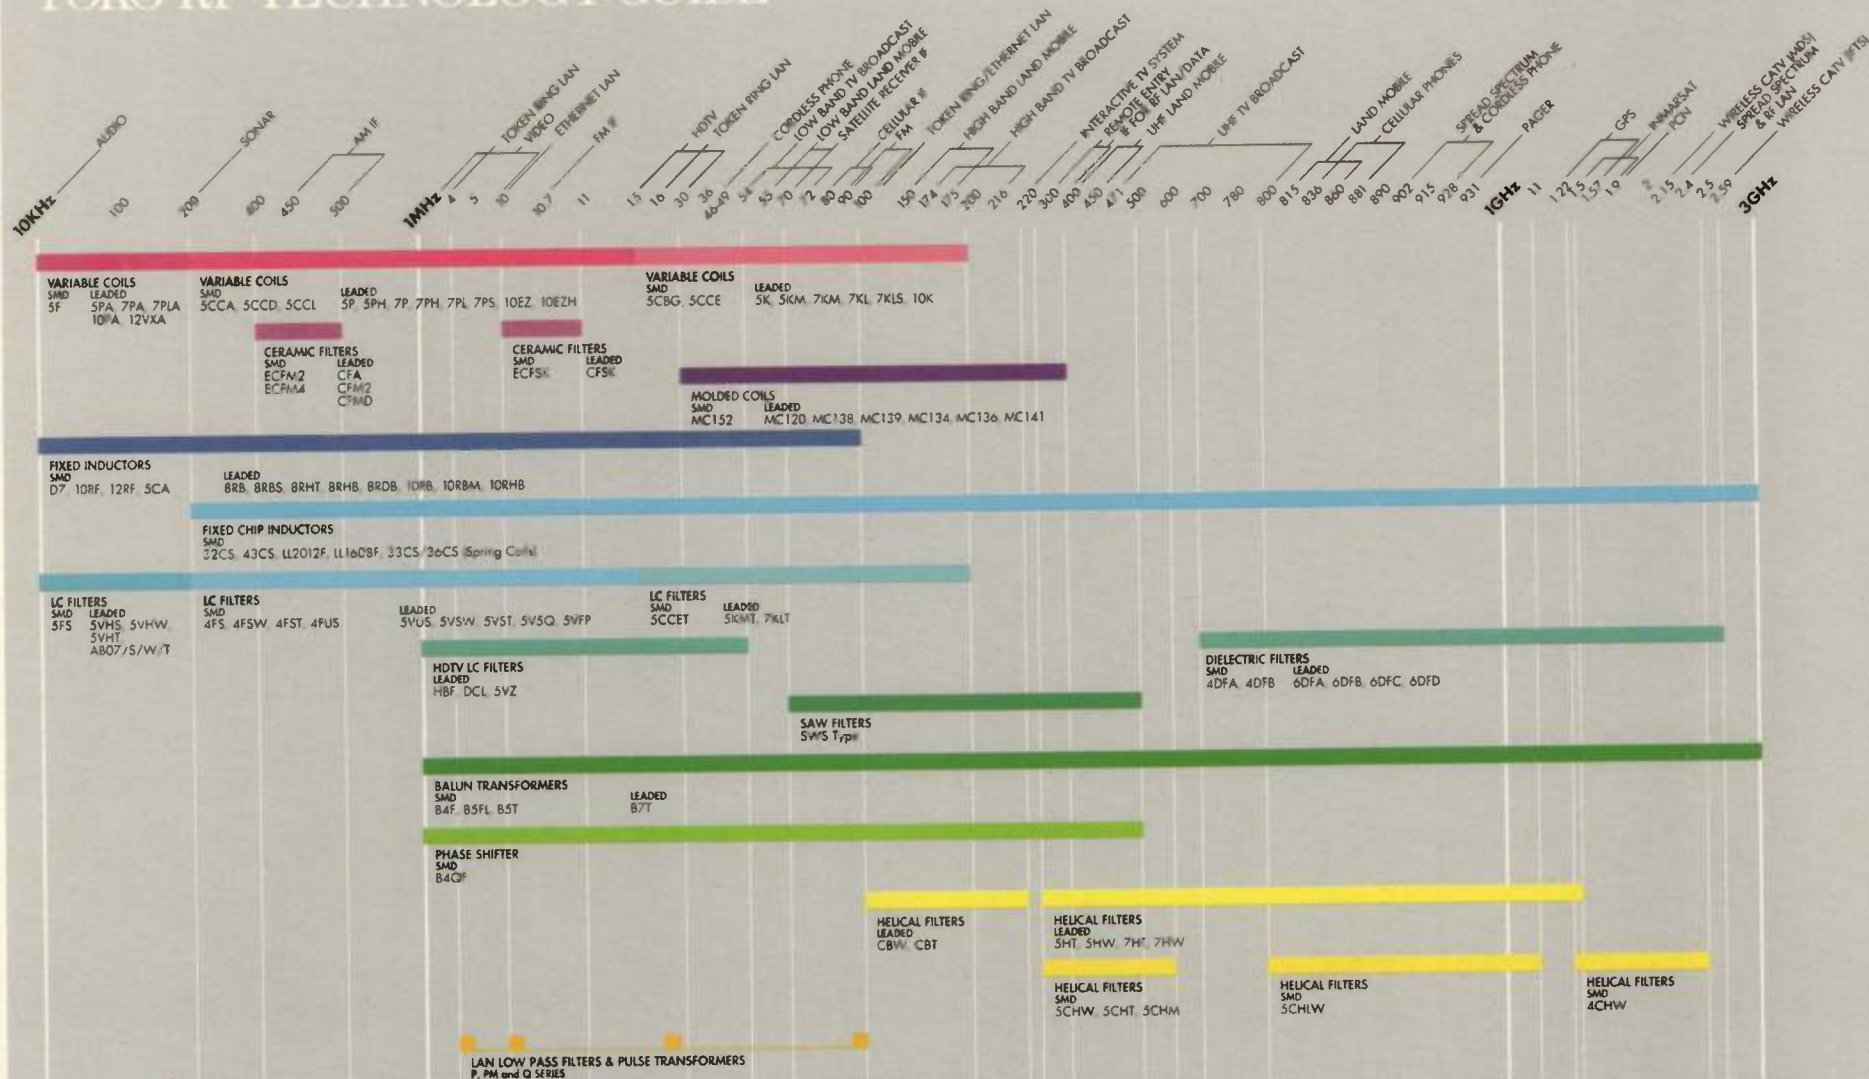 TOKO RF TECHNOLOGY GUIDE
AUDIO
SONAR
AM IF
TOKEN RING LAN
VIDEO
ETHERNET LAN
FM IF
HDTV
TOKEN RING LAN
CORDLESS PHONE
LOW BAND TV BROADCAST
LOW BAND LAND MOBILE
SATELLITE RECEIVER IF
CELLULAR IF
FM
TOKEN RING/ETHERNET LAN
HIGH BAND LAND MOBILE
HIGH BAND TV BROADCAST
INTERACTIVE TV SYSTEM
REMOTE ENTRY
IF FOR RF LAN/DATA
UHF LAND MOBILE
UHF TV BROADCAST
LAND MOBILE
CELLULAR PHONES
SPREAD SPECTRUM
& CORDLESS PHONE
PAGER
GPS
INMARSAT
PCN
WIRELESS CATV (MDS)
SPREAD SPECTRUM
& RF LAN
WIRELESS CATV (IFTS)
10KHz 100 200 400 450 500 1MHz 4 5 10 10.7 11 15 16 30 36 46-49 54 55 70 72 80 90 100 150 174 175 200 216 220 300 400 450 471 500 600 700 780 800 815 836 860 881 890 902 915 928 931 1GHz 1.1 1.22 1.5 1.57 1.9 2 2.15 2.4 2.5 2.59 3GHz
VARIABLE COILS
SMD LEADED
5F 5PA, 7PA, 7PLA
10PA, 12VXA
VARIABLE COILS
SMD LEADED
5CCA, 5CCD, 5CCL 5P, 5PH, 7P, 7PH, 7PL, 7PS, 10EZ, 10EZH
VARIABLE COILS
SMD LEADED
5CBG, 5CCE 5K, 5KM, 7KM, 7KL, 7KLS, 10K
CERAMIC FILTERS
SMD LEADED
ECFM2 CFA
ECFM4 CFM2
CFMD
CERAMIC FILTERS
SMD LEADED
ECFSK CFSK
MOLDED COILS
SMD LEADED
MC152 MC120, MC138, MC139, MC134, MC136, MC141
FIXED INDUCTORS
SMD LEADED
D7, 10RF, 12RF, 5CA 8RB, 8RBS, 8RHT, 8RHB, 8RDB, 10RB, 10RBM, 10RHB
FIXED CHIP INDUCTORS
SMD
32CS, 43CS, LL2012F, LL1608F, 33CS/36CS (Spring Coils)
LC FILTERS
SMD LEADED
5FS 5VHS, 5VHW,
5VHT
AB07/S/W/T
LC FILTERS
SMD LEADED
4FS, 4FSW, 4FST, 4FUS 5VUS, 5VSW, 5VST, 5VSQ, 5VFP
LC FILTERS
SMD LEADED
5CCET 5KMT, 7KLT
HDTV LC FILTERS
LEADED
HBF, DCL, 5VZ
DIELECTRIC FILTERS
SMD LEADED
4DFA, 4DFB 6DFA, 6DFB, 6DFC, 6DFD
SAW FILTERS
SWS Type
BALUN TRANSFORMERS
SMD LEADED
B4F, B5FL, B5T B7T
PHASE SHIFTER
SMD
B4QF
HELICAL FILTERS
LEADED
CBW, CBT
HELICAL FILTERS
LEADED
5HT, 5HW, 7HT, 7HW
HELICAL FILTERS
SMD
5CHW, 5CHT, 5CHM
HELICAL FILTERS
SMD
5CHLW
HELICAL FILTERS
SMD
4CHW
LAN LOW PASS FILTERS & PULSE TRANSFORMERS
P, PM and Q SERIES